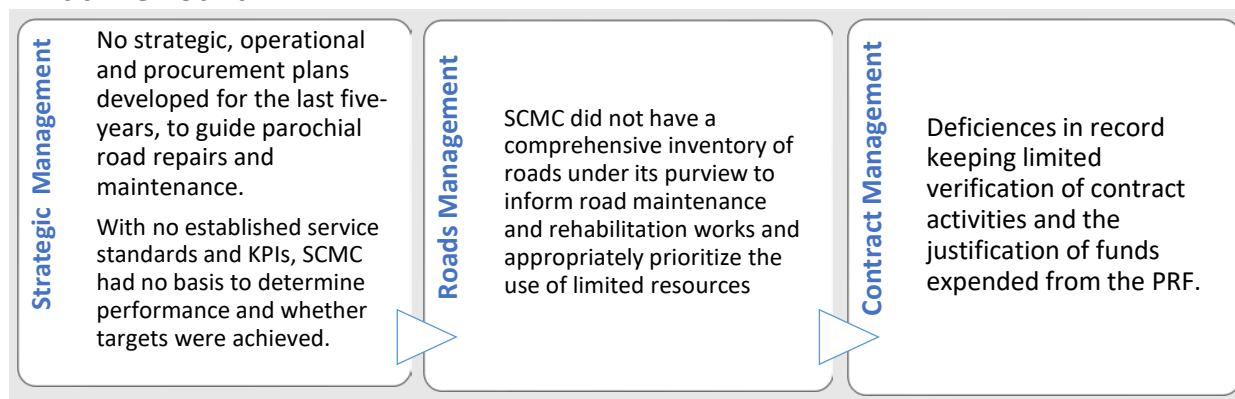 Strategic Management
No strategic, operational
and procurement plans
developed for the last five-
years, to guide parochial
road repairs and
maintenance.
With no established service
standards and KPIs, SCMC
had no basis to determine
performance and whether
targets were achieved.
Roads Management
SCMC did not have a
comprehensive inventory of
roads under its purview to
inform road maintenance
and rehabilitation works and
appropriately prioritize the
use of limited resources
Contract Management
Deficiences in record
keeping limited
verification of contract
activities and the
justification of funds
expended from the PRF.